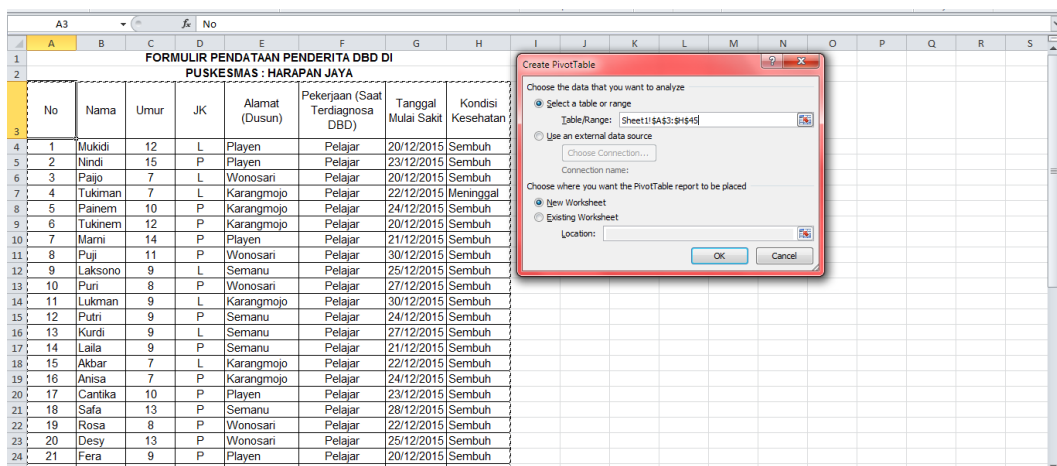 A3 fx No
A B C D E F G H I J K L M N O P Q R S
1 FORMULIR PENDATAAN PENDERITA DBD DI
2 PUSKESMAS : HARAPAN JAYA
3 No Nama Umur JK Alamat (Dusun) Pekerjaan (Saat Terdiagnosa DBD) Tanggal Mulai Sakit Kondisi Kesehatan
4 1 Mukidi 12 L Playen Pelajar 20/12/2015 Sembuh
5 2 Nindi 15 P Playen Pelajar 23/12/2015 Sembuh
6 3 Paijo 7 L Wonosari Pelajar 20/12/2015 Sembuh
7 4 Tukiman 7 L Karangmojo Pelajar 22/12/2015 Meninggal
8 5 Painem 10 P Karangmojo Pelajar 24/12/2015 Sembuh
9 6 Tukinem 12 P Karangmojo Pelajar 20/12/2015 Sembuh
10 7 Marni 14 P Playen Pelajar 21/12/2015 Sembuh
11 8 Puji 11 P Wonosari Pelajar 30/12/2015 Sembuh
12 9 Laksono 9 L Semanu Pelajar 25/12/2015 Sembuh
13 10 Puri 8 P Wonosari Pelajar 27/12/2015 Sembuh
14 11 Lukman 9 L Karangmojo Pelajar 30/12/2015 Sembuh
15 12 Putri 9 P Semanu Pelajar 24/12/2015 Sembuh
16 13 Kurdi 9 L Semanu Pelajar 27/12/2015 Sembuh
17 14 Laila 9 P Semanu Pelajar 21/12/2015 Sembuh
18 15 Akbar 7 L Karangmojo Pelajar 22/12/2015 Sembuh
19 16 Anisa 7 P Karangmojo Pelajar 24/12/2015 Sembuh
20 17 Cantika 10 P Playen Pelajar 23/12/2015 Sembuh
21 18 Safa 13 P Semanu Pelajar 28/12/2015 Sembuh
22 19 Rosa 8 P Wonosari Pelajar 20/12/2015 Sembuh
23 20 Desy 13 P Wonosari Pelajar 25/12/2015 Sembuh
24 21 Fera 9 P Playen Pelajar 20/12/2015 Sembuh
Create PivotTable
Choose the data that you want to analyze
Select a table or range
Table/Range: Sheet1!$A$3:$H$45
Use an external data source
Choose Connection...
Connection name:
Choose where you want the PivotTable report to be placed
New Worksheet
Existing Worksheet
Location:
OK Cancel